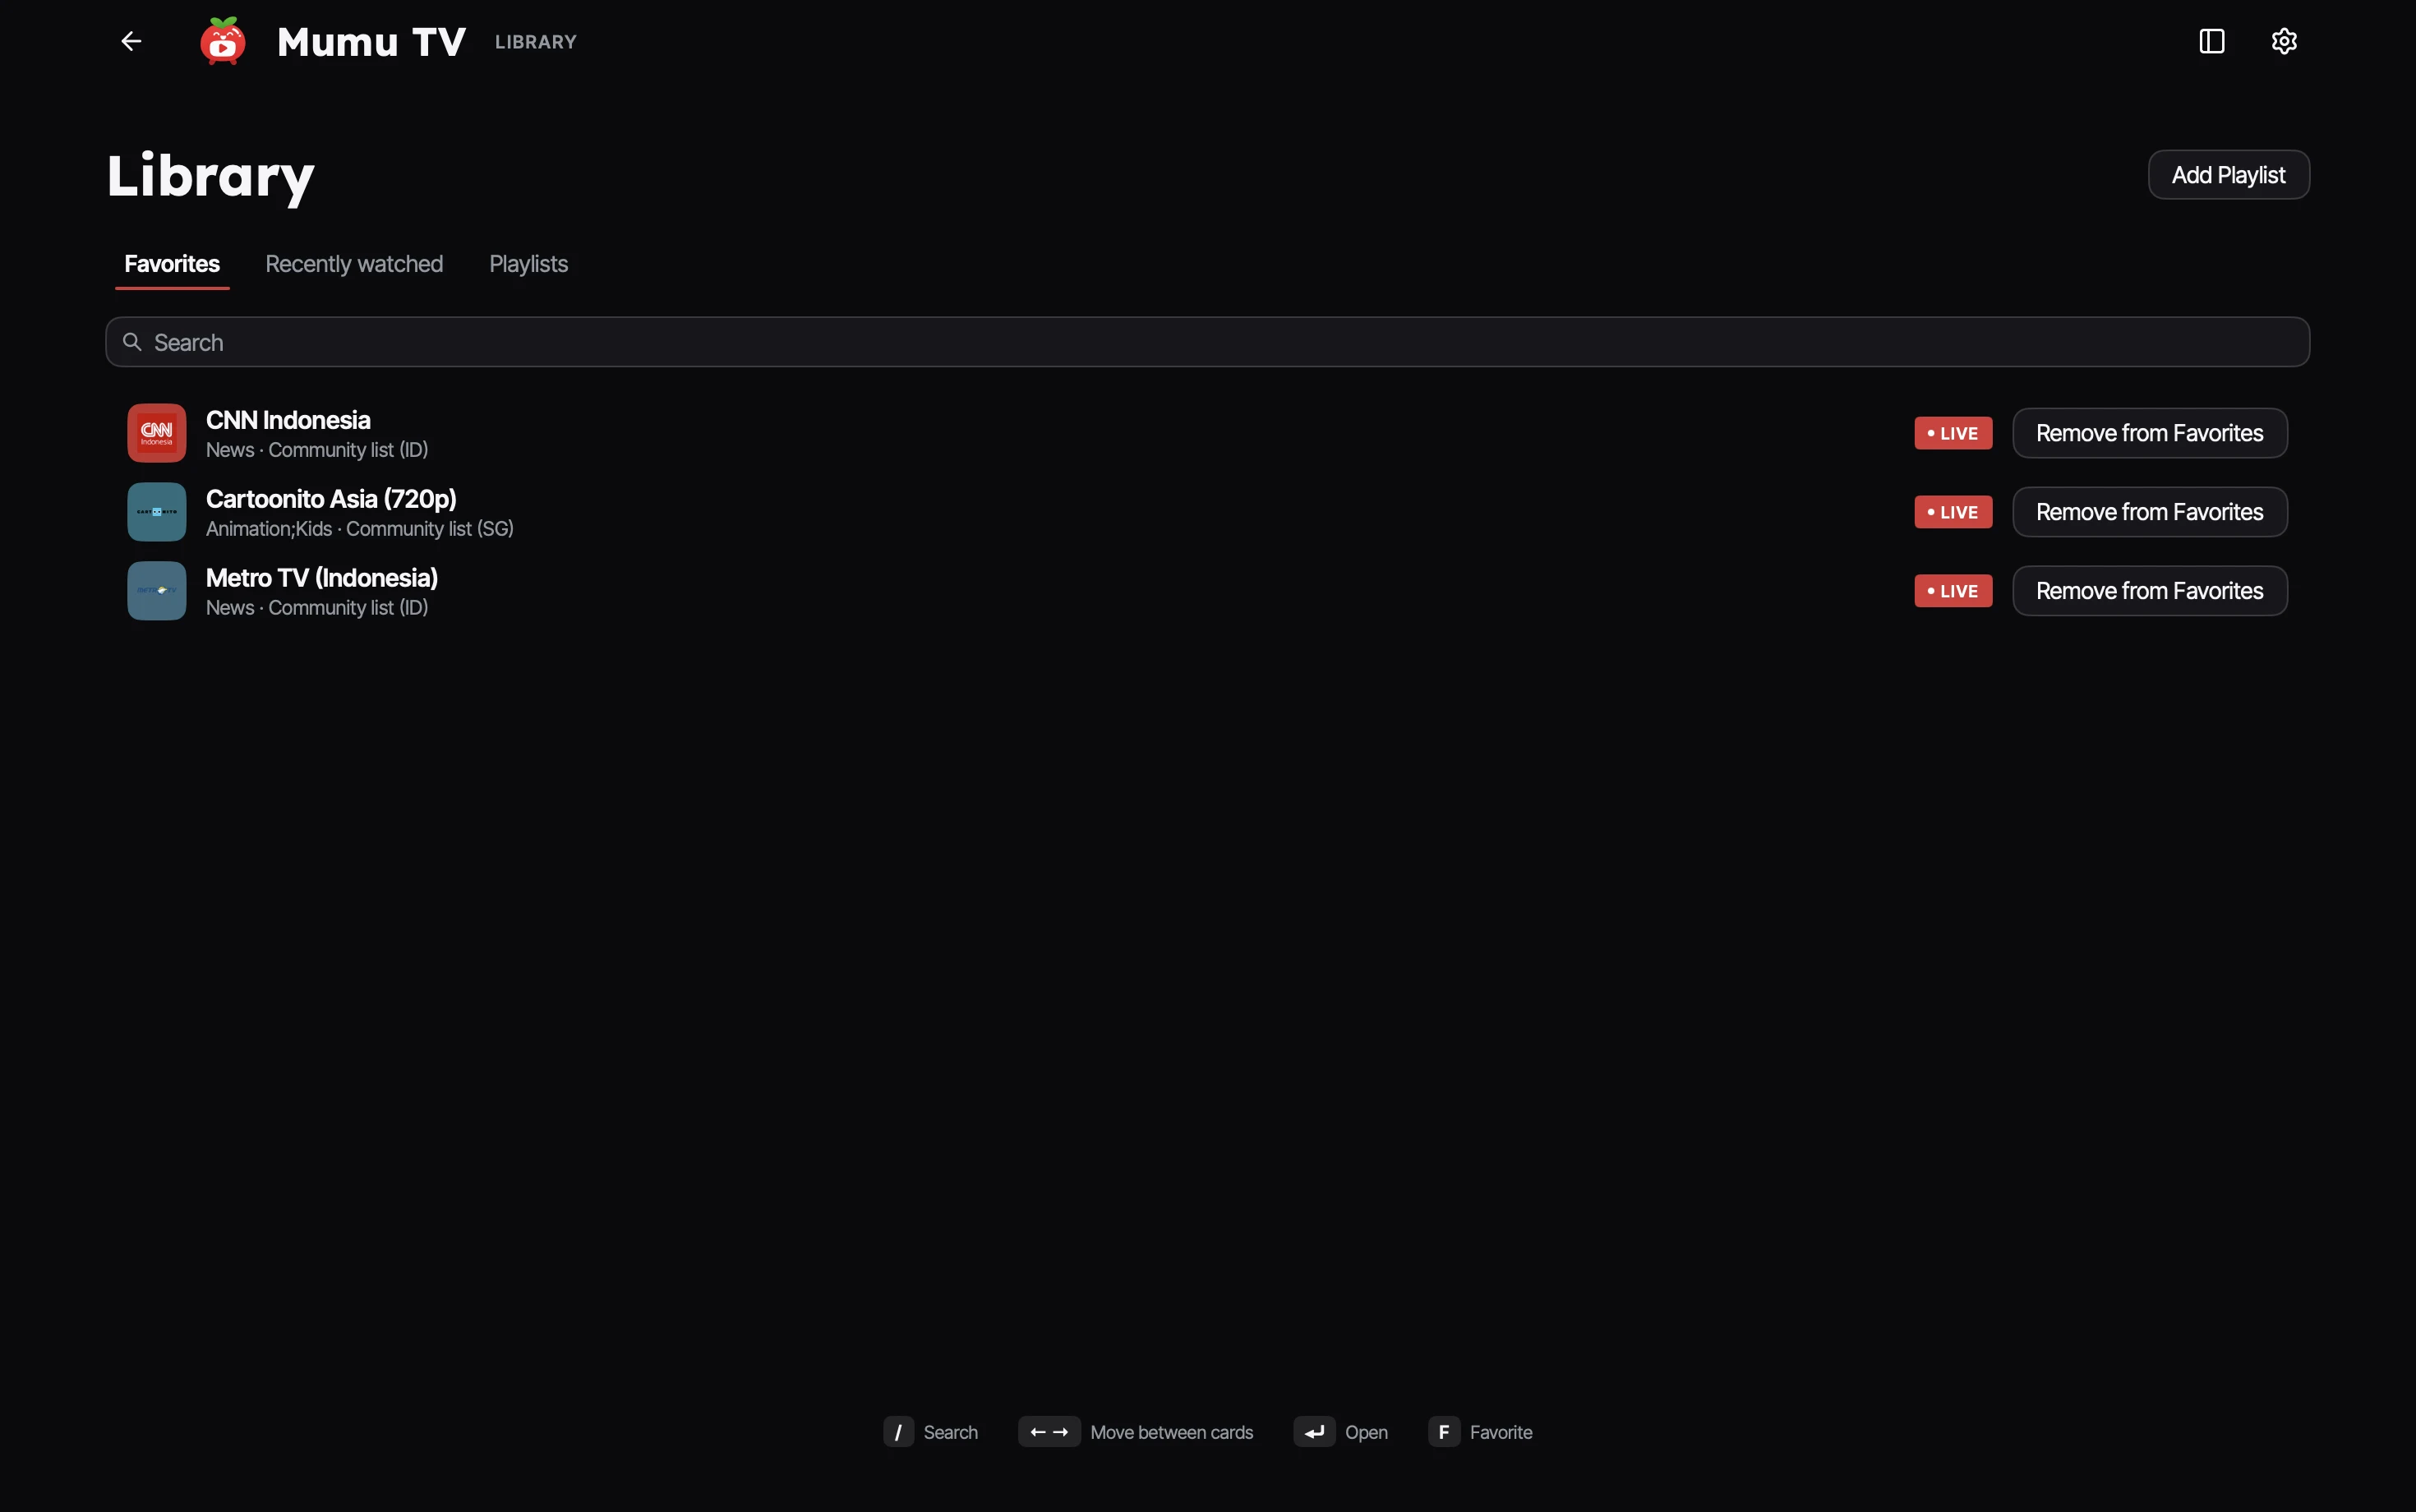 Mumu TV LIBRARY
Library
Add Playlist
Favorites Recently watched Playlists
Search
CNN Indonesia
CNN Indonesia
News · Community list (ID)
• LIVE
Remove from Favorites
Cartoonito Asia (720p)
Animation;Kids · Community list (SG)
• LIVE
Remove from Favorites
Metro TV (Indonesia)
News · Community list (ID)
• LIVE
Remove from Favorites
/ Search ← → Move between cards ↵ Open F Favorite